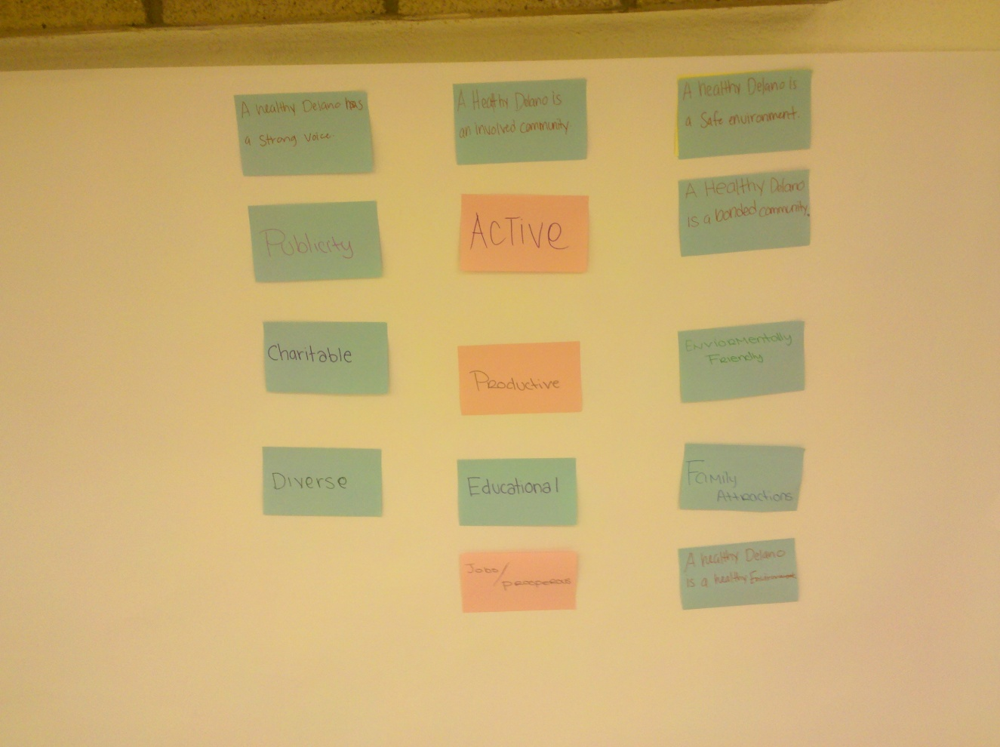 A healthy Delano has
a Strong Voice
Publicity
Charitable
Diverse
A Healthy Delano is
an involved community.
ACTIVE
Productive
Educational
Jobs/
prosperous
A healthy Delano is
a Safe environment.
A Healthy Delano
is a bonded community.
Enviormentally
Friendly
Family
Attractions
A healthy Delano
is a healthy Environment